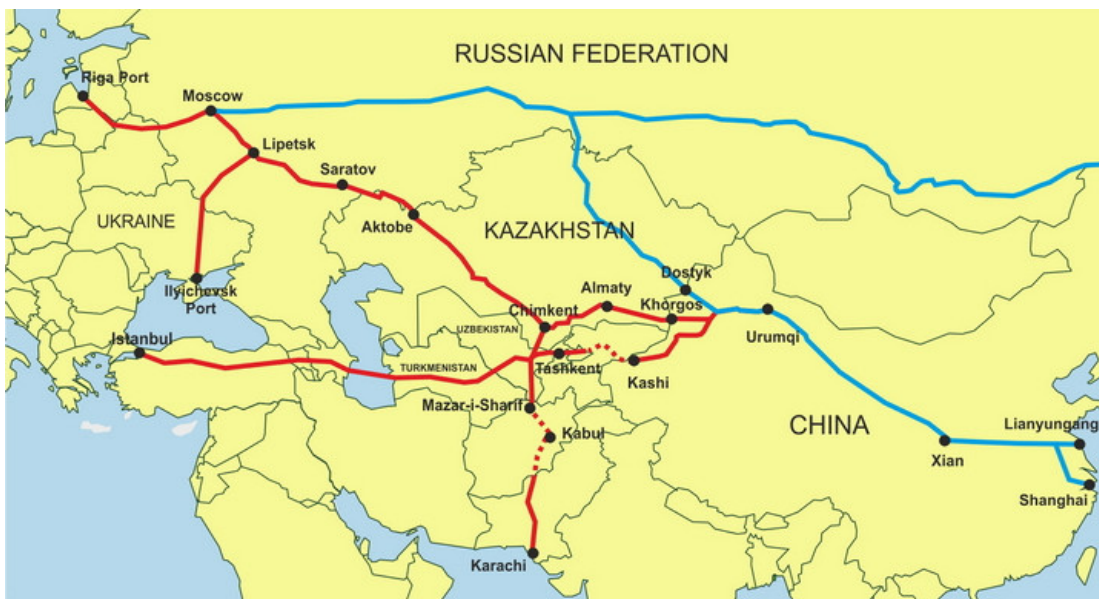 RUSSIAN FEDERATION
Riga Port
Moscow
Lipetsk
Saratov
UKRAINE
Aktobe
KAZAKHSTAN
Dostyk
Ilyichevsk
Port
Almaty
Khorgos
Chimkent
Istanbul
UZBEKISTAN
Urumqi
TURKMENISTAN
Tashkent
Kashi
Mazar-i-Sharif
Kabul
CHINA
Lianyungang
Xian
Shanghai
Karachi